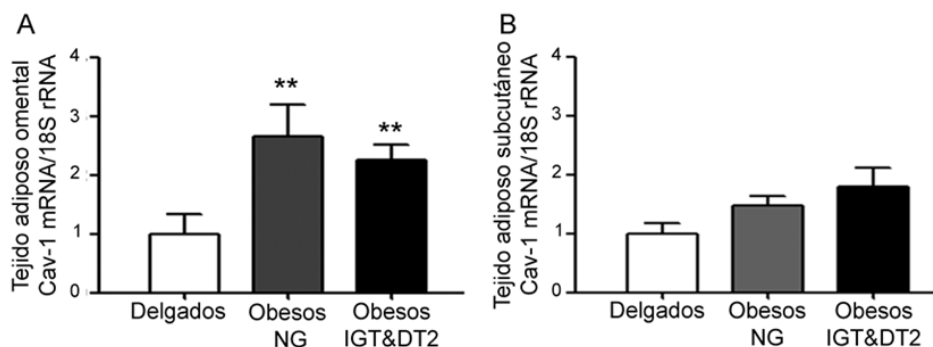 A
Tejido adiposo omental
Cav-1 mRNA/18S rRNA
4
3
2
1
0
**
**
Delgados
Obesos
NG
Obesos
IGT&DT2
B
Tejido adiposo subcutáneo
Cav-1 mRNA/18S rRNA
4
3
2
1
0
Delgados
Obesos
NG
Obesos
IGT&DT2